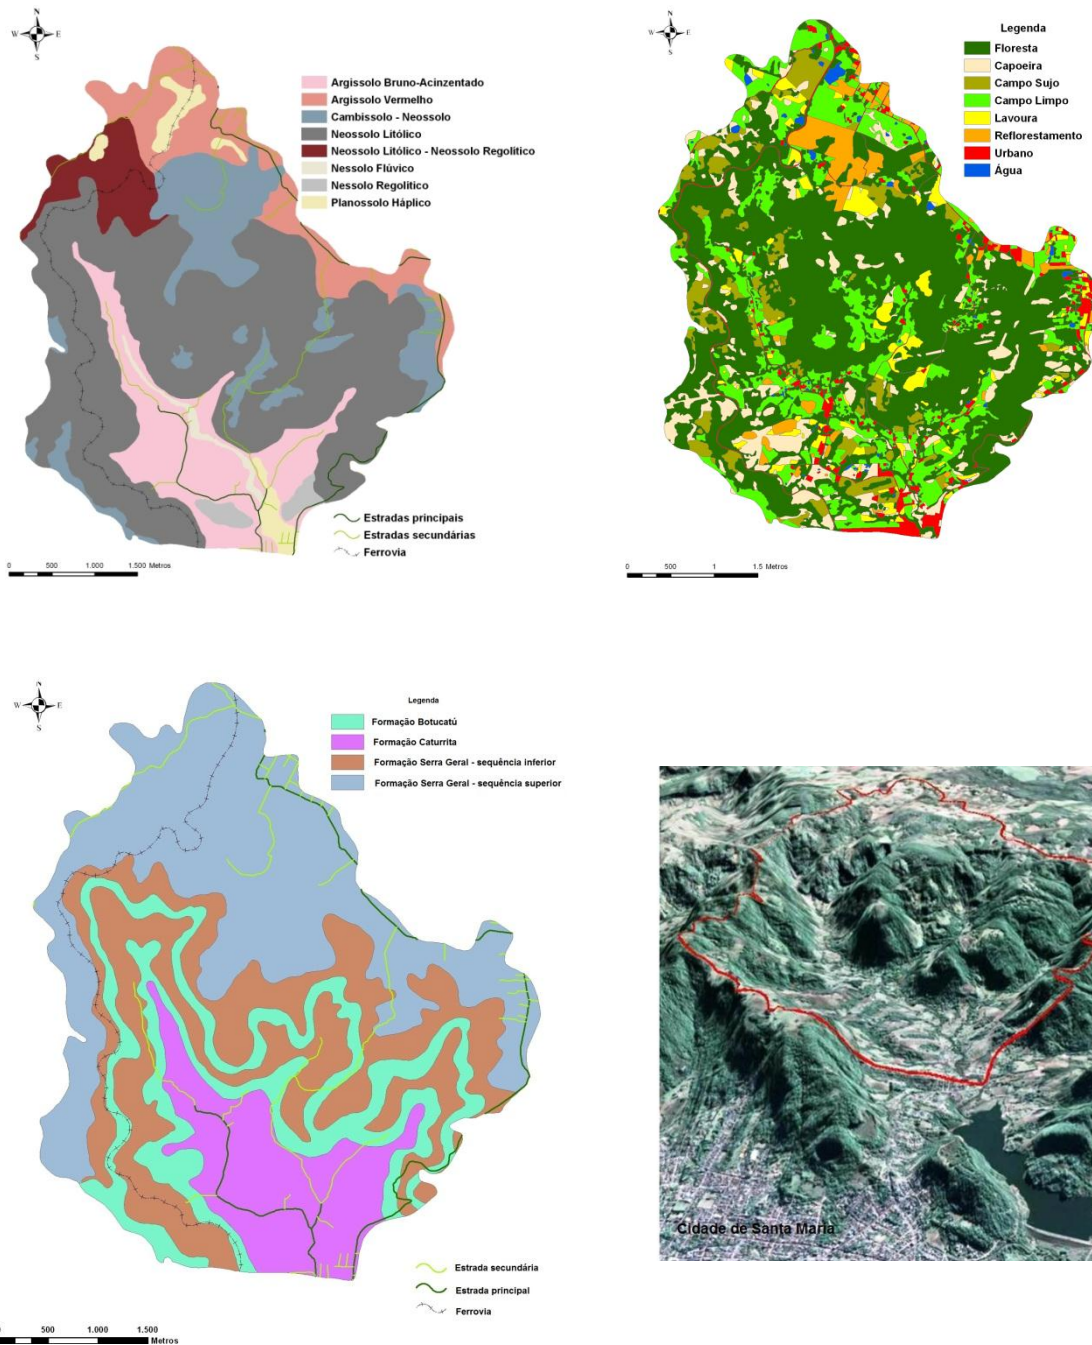 N
W E
S
Argissolo Bruno-Acinzentado
Argissolo Vermelho
Cambissolo - Neossolo
Neossolo Litólico
Neossolo Litólico - Neossolo Regolitico
Nessolo Flúvico
Nessolo Regolitico
Planossolo Háplico
Estradas principais
Estradas secundárias
Ferrovia
0 500 1.000 1.500 Metros
N
W E
S
Legenda
Floresta
Capoeira
Campo Sujo
Campo Limpo
Lavoura
Reflorestamento
Urbano
Água
0 500 1 1.5 Metros
N
W E
S
Legenda
Formação Botucatú
Formação Caturrita
Formação Serra Geral - sequência inferior
Formação Serra Geral - sequência superior
Estrada secundária
Estrada principal
Ferrovia
500 1.000 1.500
Metros
Cidade de Santa Maria